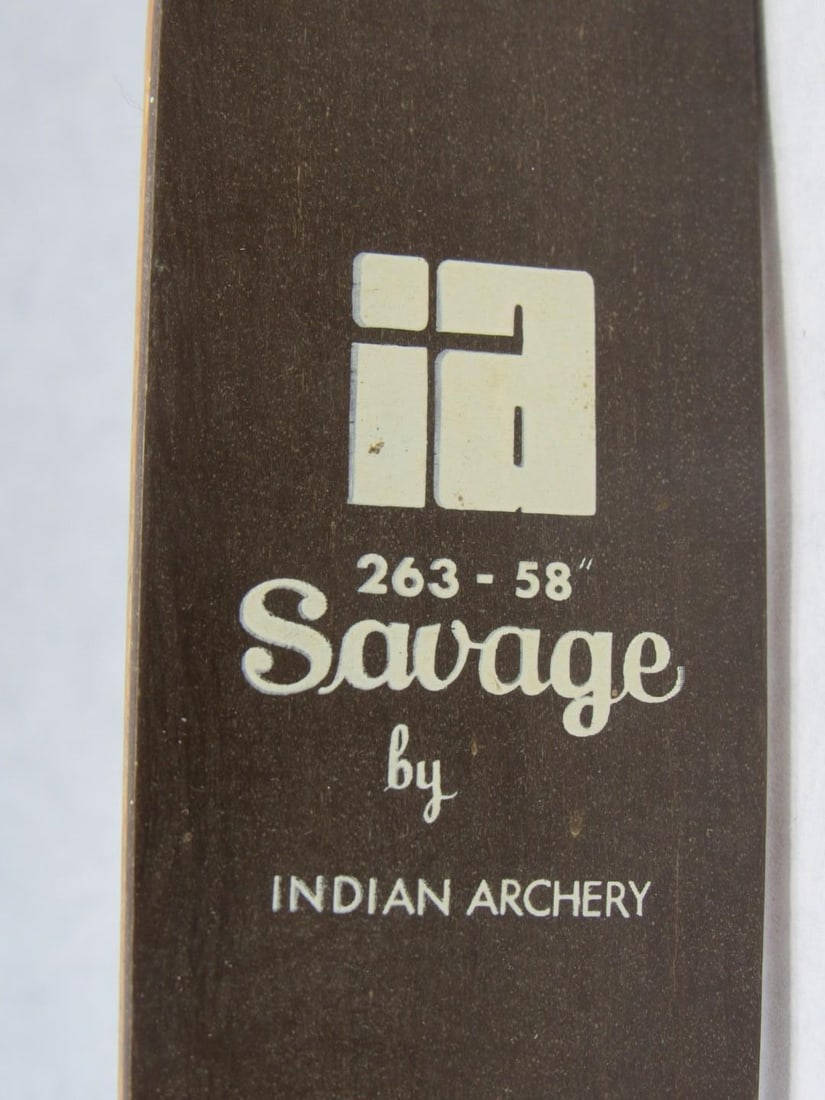 ia
263 - 58"
Savage
by
INDIAN ARCHERY